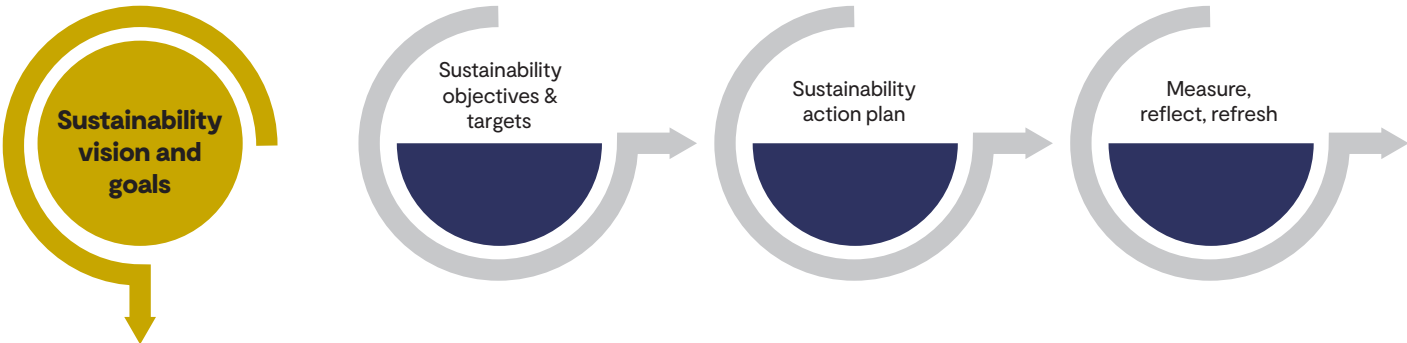 Sustainability
vision and
goals
Sustainability
objectives &
targets
Sustainability
action plan
Measure,
reflect, refresh